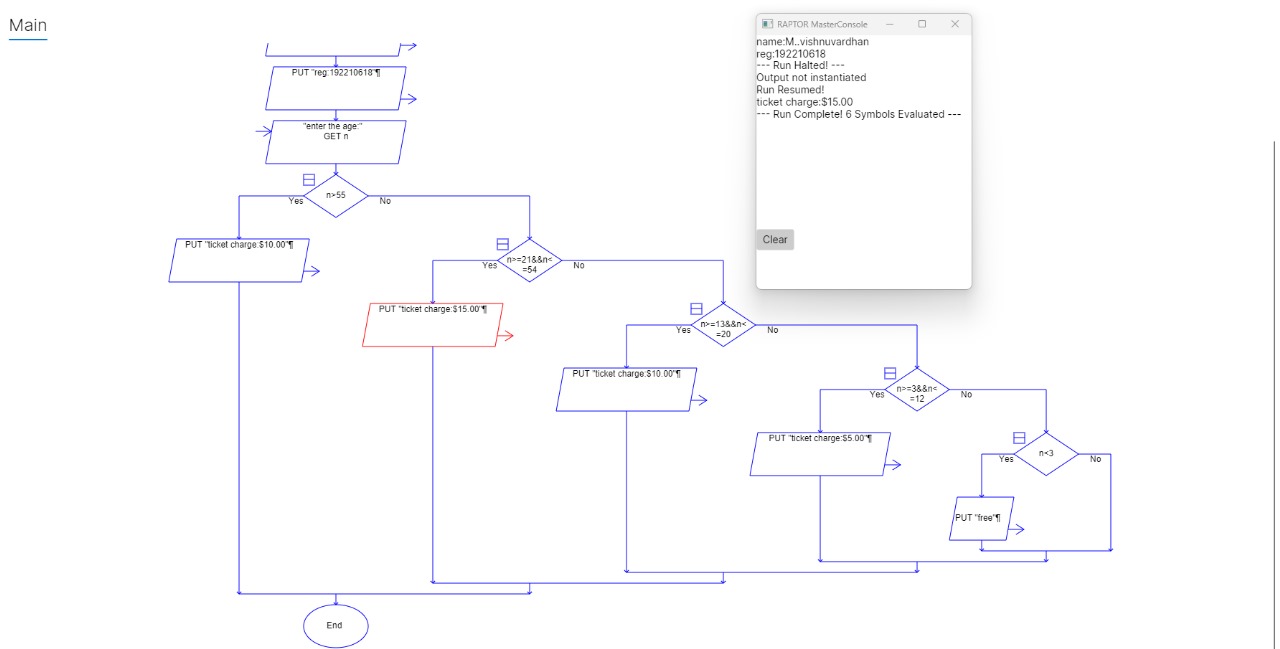 Main
RAPTOR MasterConsole
name:M..vishnuvardhan
reg:192210618
--- Run Halted! ---
Output not instantiated
Run Resumed!
ticket charge:$15.00
--- Run Complete! 6 Symbols Evaluated ---
Clear
PUT "reg:192210618"¶
"enter the age:"
GET n
n>55
Yes
No
PUT "ticket charge:$10.00"¶
n>=21&&n<
=54
Yes
No
PUT "ticket charge:$15.00"¶
n>=13&&n<
=20
Yes
No
PUT "ticket charge:$10.00"¶
n>=3&&n<
=12
Yes
No
PUT "ticket charge:$5.00"¶
n<3
Yes
No
PUT "free"¶
End